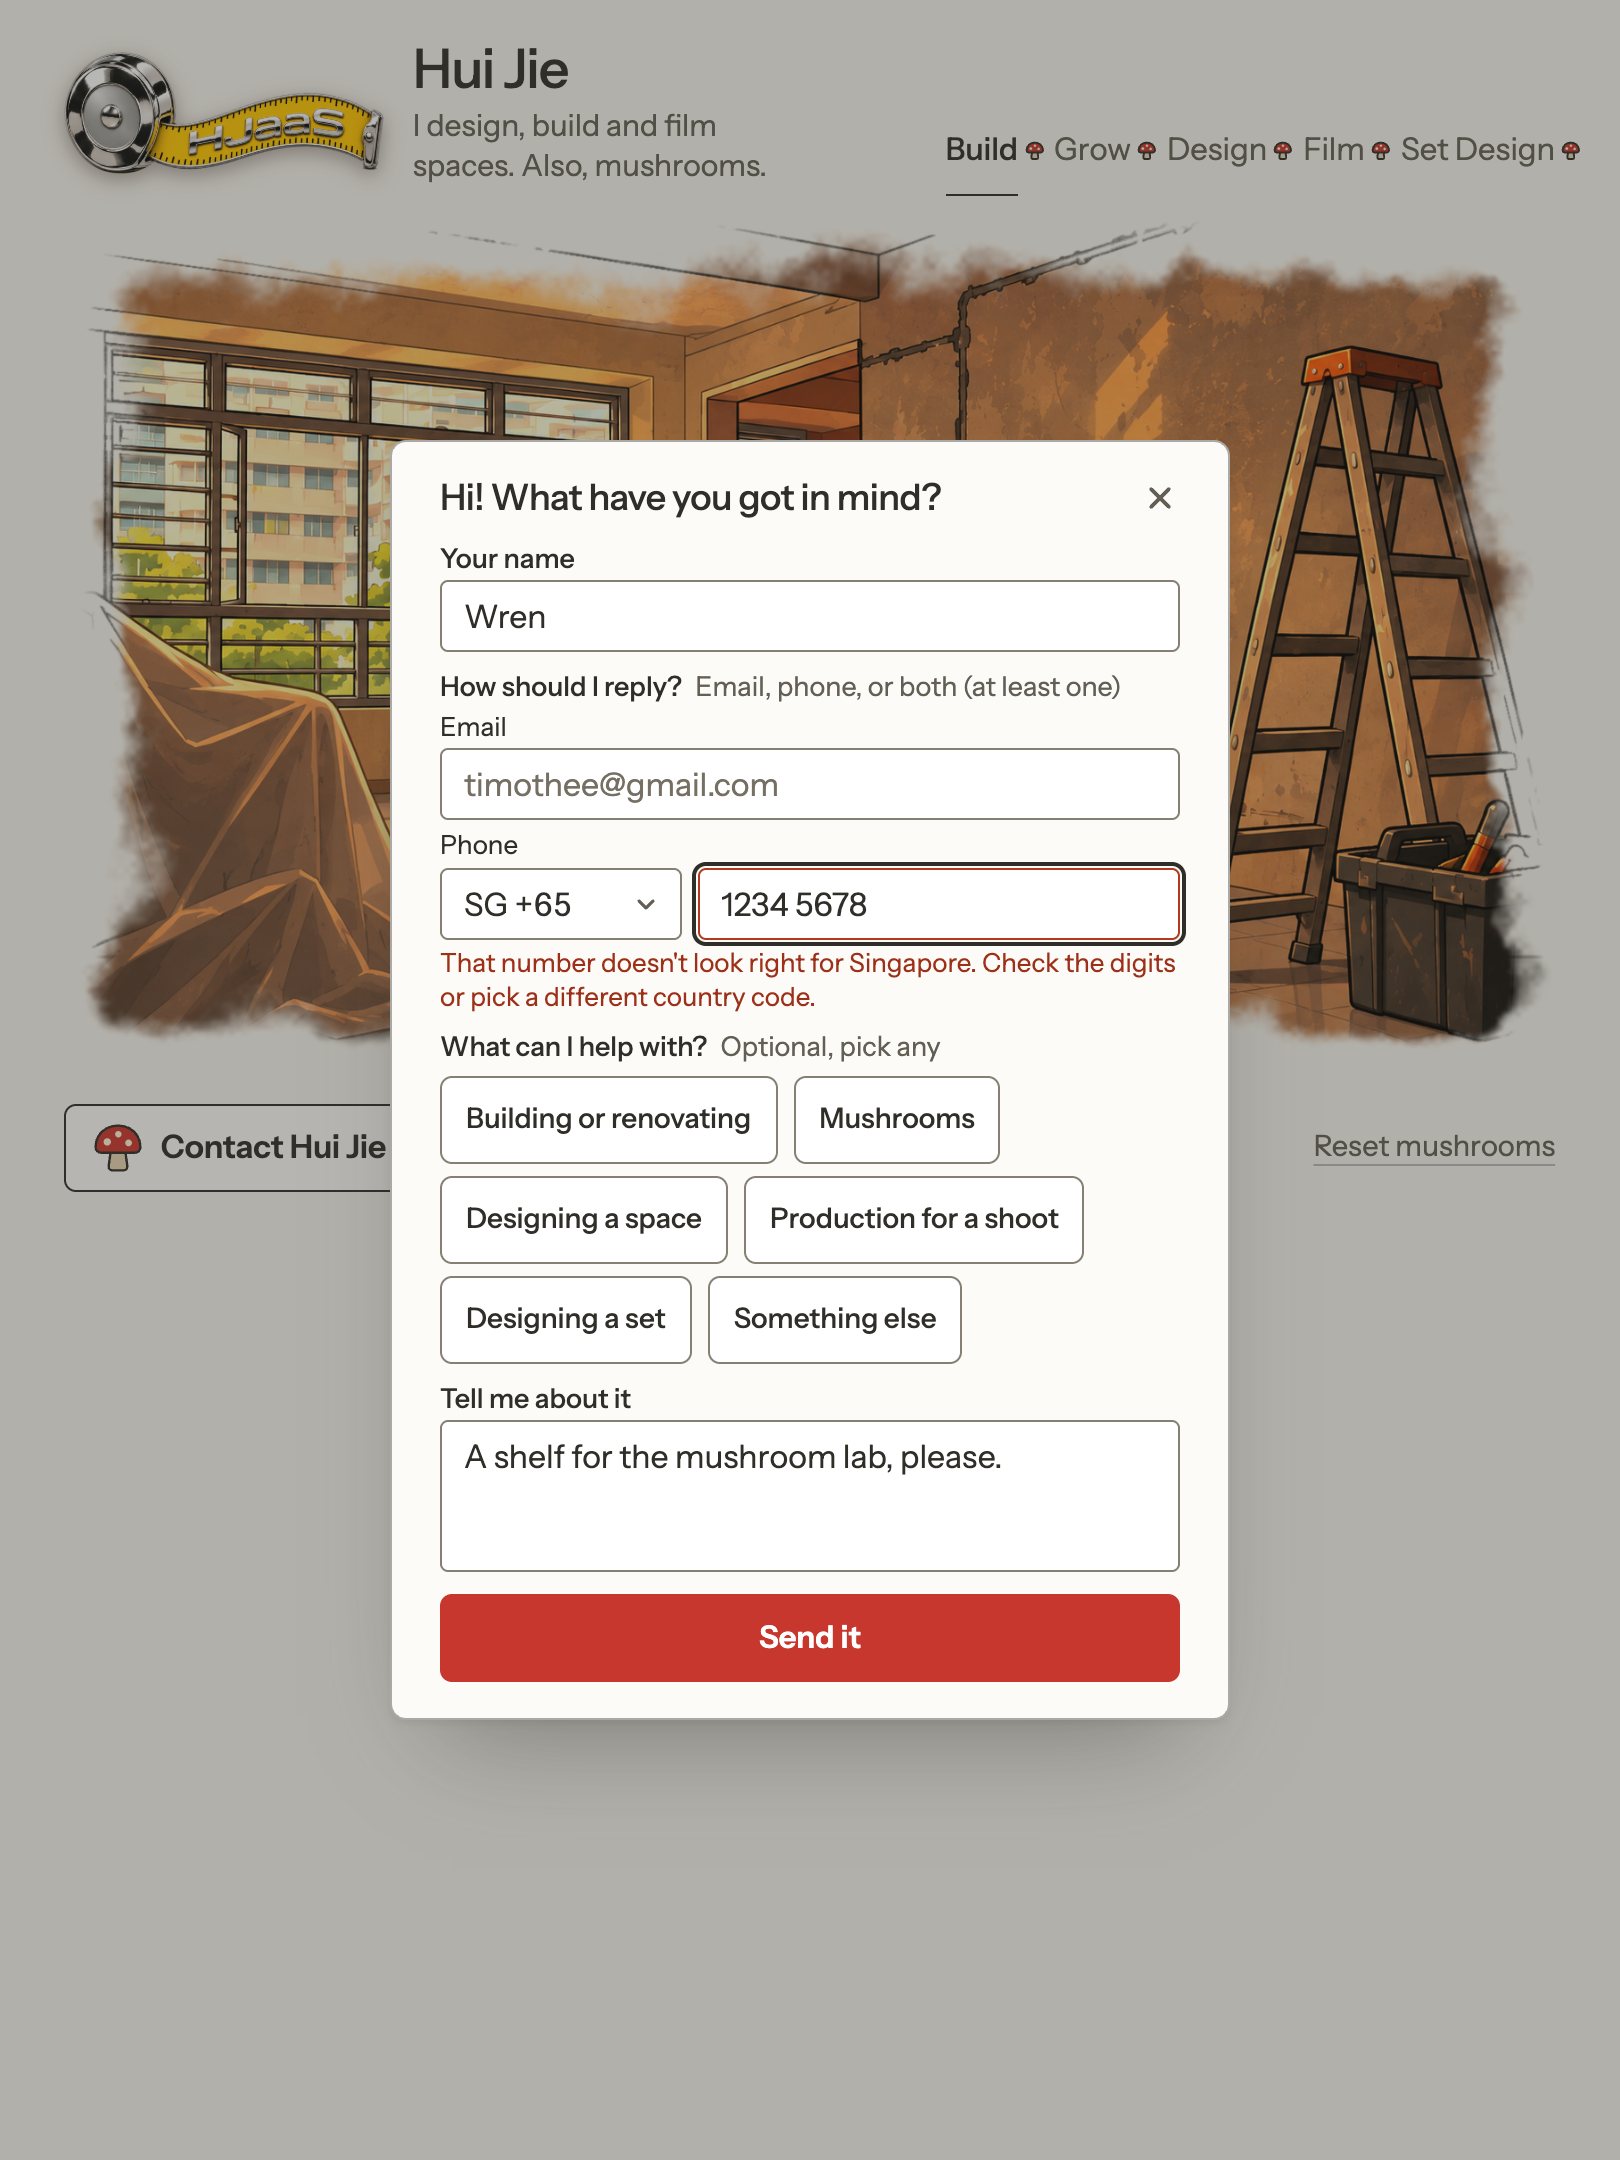 HJaaS
Hui Jie
I design, build and film
spaces. Also, mushrooms.
Build Grow Design Film Set Design
Hi! What have you got in mind?
Your name
Wren
How should I reply? Email, phone, or both (at least one)
Email
timothee@gmail.com
Phone
SG +65 1234 5678
That number doesn't look right for Singapore. Check the digits
or pick a different country code.
What can I help with? Optional, pick any
Building or renovating Mushrooms
Designing a space Production for a shoot
Designing a set Something else
Tell me about it
A shelf for the mushroom lab, please.
Send it
Contact Hui Jie
Reset mushrooms